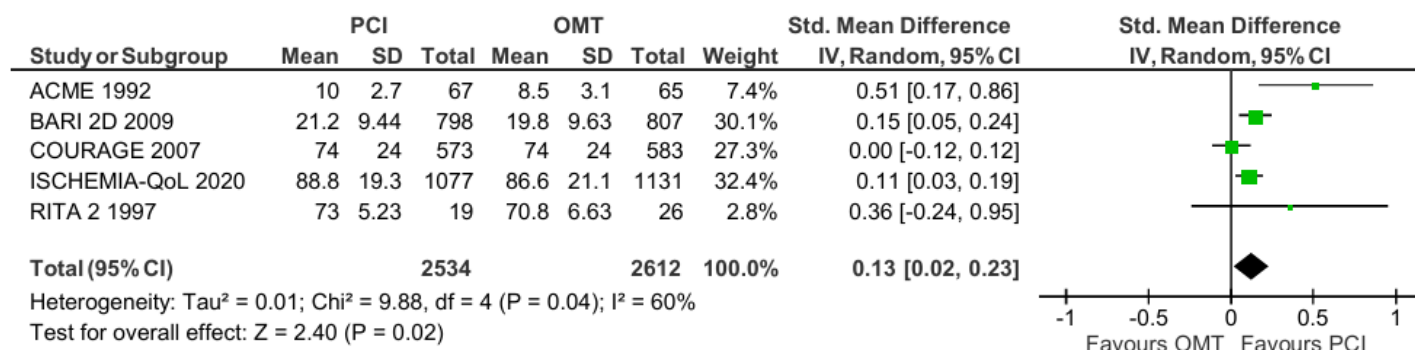 PCI OMT Std. Mean Difference Std. Mean Difference
Study or Subgroup Mean SD Total Mean SD Total Weight IV, Random, 95% CI IV, Random, 95% CI
ACME 1992 10 2.7 67 8.5 3.1 65 7.4% 0.51 [0.17, 0.86]
BARI 2D 2009 21.2 9.44 798 19.8 9.63 807 30.1% 0.15 [0.05, 0.24]
COURAGE 2007 74 24 573 74 24 583 27.3% 0.00 [-0.12, 0.12]
ISCHEMIA-QoL 2020 88.8 19.3 1077 86.6 21.1 1131 32.4% 0.11 [0.03, 0.19]
RITA 2 1997 73 5.23 19 70.8 6.63 26 2.8% 0.36 [-0.24, 0.95]
Total (95% CI) 2534 2612 100.0% 0.13 [0.02, 0.23]
Heterogeneity: Tau² = 0.01; Chi² = 9.88, df = 4 (P = 0.04); I² = 60%
Test for overall effect: Z = 2.40 (P = 0.02)
-1 -0.5 0 0.5 1
Favours OMT Favours PCI